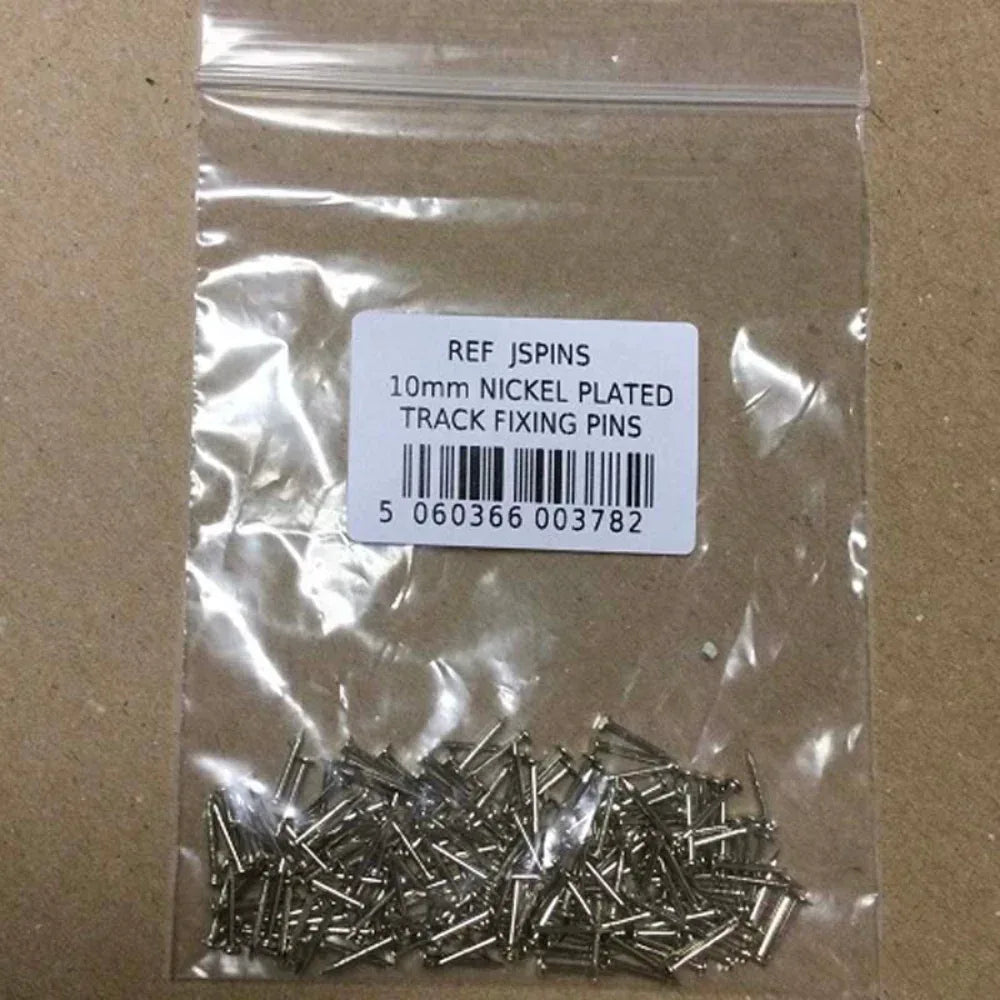 REF JSPINS
10mm NICKEL PLATED
TRACK FIXING PINS
5 060366 003782